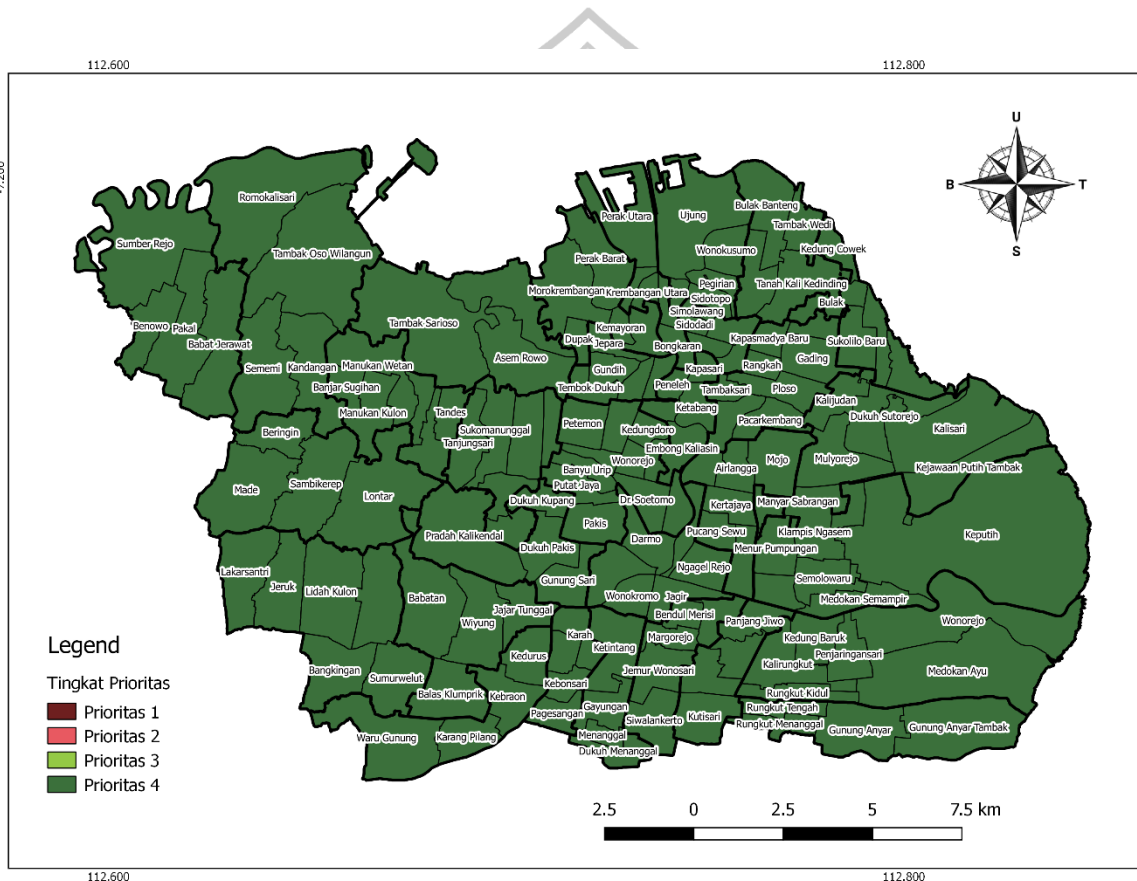 112.600 112.800
-7.200
U
B T
S
Romokalisari
Sumber Rejo
Tambak Oso Wilangun
Perak Utara
Ujung
Bulak Banteng
Tambak Wedi
Wonokusumo
Kedung Cowek
Perak Barat
Morokrembangan
Krembangan Utara
Pegirian
Tanah Kali Kedinding
Sidotopo
Bulak
Simolawang
Sidodadi
Benowo
Pakal
Babat Jerawat
Tambak Sarioso
Kemayoran
Dupak
Jepara
Bongkaran
Kapasmadya Baru
Sukolilo Baru
Sememi
Kandangan
Manukan Wetan
Asem Rowo
Gundih
Kapasari
Rangkah
Gading
Banjar Sugihan
Tembok Dukuh
Peneleh
Tambaksari
Ploso
Manukan Kulon
Tandes
Ketabang
Kalijudan
Dukuh Sutorejo
Beringin
Sukomanunggal
Tanjungsari
Petemon
Kedungdoro
Pacarkembang
Kalisari
Embong Kaliasin
Wonorejo
Airlangga
Mojo
Mulyorejo
Kejawaan Putih Tambak
Banyu Urip
Putat Jaya
Made
Sambikerep
Lontar
Dukuh Kupang
Dr. Soetomo
Kertajaya
Manyar Sabrangan
Pakis
Pradah Kalikendal
Darmo
Pucang Sewu
Klampis Ngasem
Keputih
Dukuh Pakis
Menur Pumpungan
Lakarsantri
Jeruk
Lidah Kulon
Gunung Sari
Ngagel Rejo
Semolowaru
Babatan
Wonokromo
Jagir
Medokan Semampir
Jajar Tunggal
Wiyung
Bendul Merisi
Panjang Jiwo
Wonorejo
Karah
Ketintang
Margorejo
Kedung Baruk
Penjaringansari
Kedurus
Kalirungkut
Medokan Ayu
Bangkingan
Sumurwelut
Jemur Wonosari
Kebonsari
Balas Klumprik
Kebraon
Rungkut Kidul
Pagesangan
Gayungan
Rungkut Tengah
Siwalankerto
Kutisari
Rungkut Menanggal
Gunung Anyar
Gunung Anyar Tambak
Waru Gunung
Karang Pilang
Menanggal
Dukuh Menanggal
Legend
Tingkat Prioritas
Prioritas 1
Prioritas 2
Prioritas 3
Prioritas 4
2.5 0 2.5 5 7.5 km
112.600 112.800